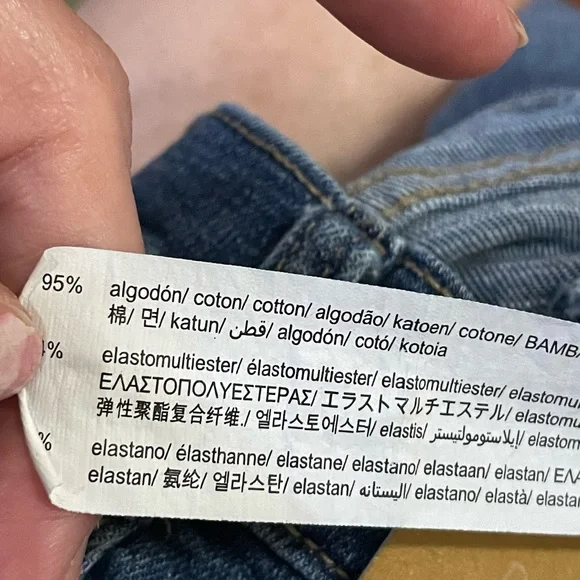 95% algodón/ coton/ cotton/ algodão/ katoen/ cotone/
棉/ 면/ katun/ قطن/ algodón/ cotó/ kotoia
% elastomultiester/ élastomultiester/ elastomultiester/
ΕΛΑΣΤΟΠΟΛΥΕΣΤΕΡΑΣ/ エラストマルチエステル/
弹性聚酯复合纤维./ 엘라스토에스터/ elastis/ إيلاستومولتيستر/
% elastano/ élasthanne/ elastane/ elastano/ elastaan/ elastan/
elastan/ 氨纶/ 엘라스탄/ elastan/ اليستانه/ elastano/ elastà/